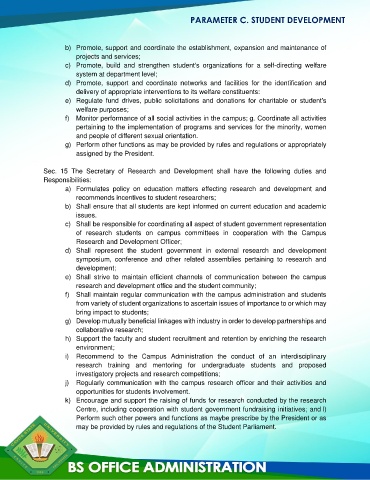 PARAMETER C. STUDENT DEVELOPMENT
b) Promote, support and coordinate the establishment, expansion and maintenance of
projects and services;
c) Promote, build and strengthen student's organizations for a self-directing welfare
system at department level;
d) Promote, support and coordinate networks and facilities for the identification and
delivery of appropriate interventions to its welfare constituents;
e) Regulate fund drives, public solicitations and donations for charitable or student's
welfare purposes;
f) Monitor performance of all social activities in the campus; g. Coordinate all activities
pertaining to the implementation of programs and services for the minority, women
and people of different sexual orientation.
g) Perform other functions as may be provided by rules and regulations or appropriately
assigned by the President.
Sec. 15 The Secretary of Research and Development shall have the following duties and
Responsibilities;
a) Formulates policy on education matters effecting research and development and
recommends incentives to student researchers;
b) Shall ensure that all students are kept informed on current education and academic
issues.
c) Shall be responsible for coordinating all aspect of student government representation
of research students on campus committees in cooperation with the Campus
Research and Development Officer.
d) Shall represent the student government in external research and development
symposium, conference and other related assemblies pertaining to research and
development;
e) Shall strive to maintain efficient channels of communication between the campus
research and development office and the student community;
f) Shall maintain regular communication with the campus administration and students
from variety of student organizations to ascertain issues of importance to or which may
bring impact to students;
g) Develop mutually beneficial linkages with industry in order to develop partnerships and
collaborative research;
h) Support the faculty and student recruitment and retention by enriching the research
environment;
i) Recommend to the Campus Administration the conduct of an interdisciplinary
research training and mentoring for undergraduate students and proposed
investigatory projects and research competitions;
j) Regularly communication with the campus research officer and their activities and
opportunities for students involvement.
k) Encourage and support the raising of funds for research conducted by the research
Centre, including cooperation with student government fundraising initiatives; and l)
Perform such other powers and functions as maybe prescribe by the President or as
may be provided by rules and regulations of the Student Parliament.
BS OFFICE ADMINISTRATION